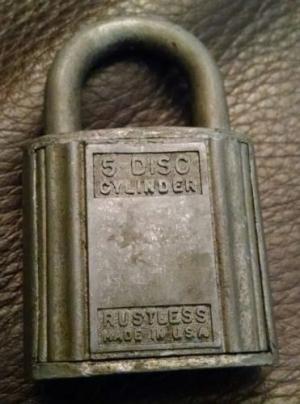 5 DISC
CYLINDER
RUSTLESS
MADE IN U.S.A.